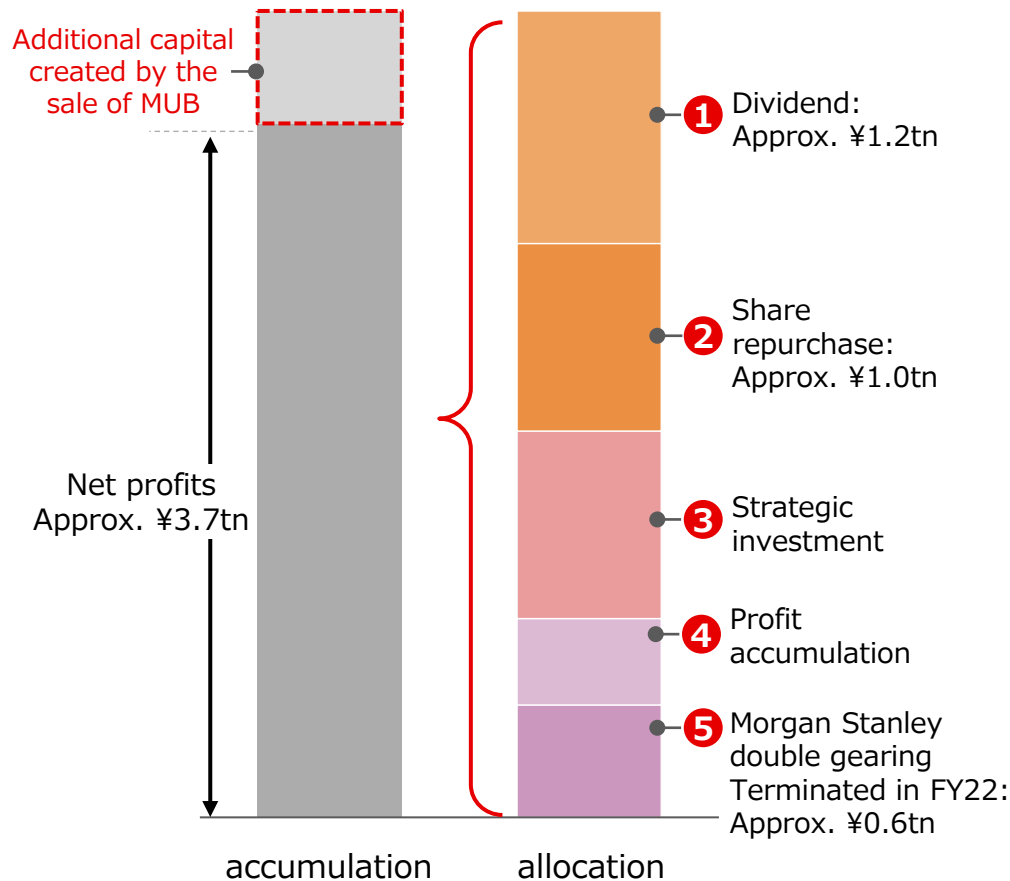 Additional capital
created by the
sale of MUB
Net profits
Approx. ¥3.7tn
1 Dividend:
Approx. ¥1.2tn
2 Share
repurchase:
Approx. ¥1.0tn
3 Strategic
investment
4 Profit
accumulation
5 Morgan Stanley
double gearing
Terminated in FY22:
Approx. ¥0.6tn
accumulation
allocation